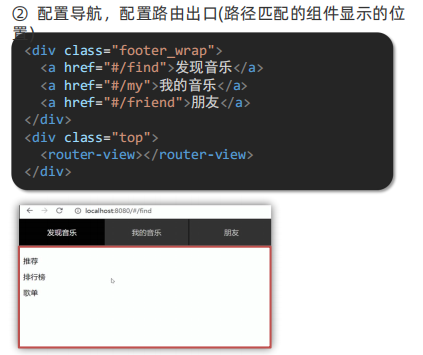 ② 配置导航，配置路由出口(路径匹配的组件显示的位
置)
<div class="footer_wrap">
<a href="#/find">发现音乐</a>
<a href="#/my">我的音乐</a>
<a href="#/friend">朋友</a>
</div>
<div class="top">
<router-view></router-view>
</div>
localhost:8080/#/find
发现音乐 我的音乐 朋友
推荐
排行榜
歌单